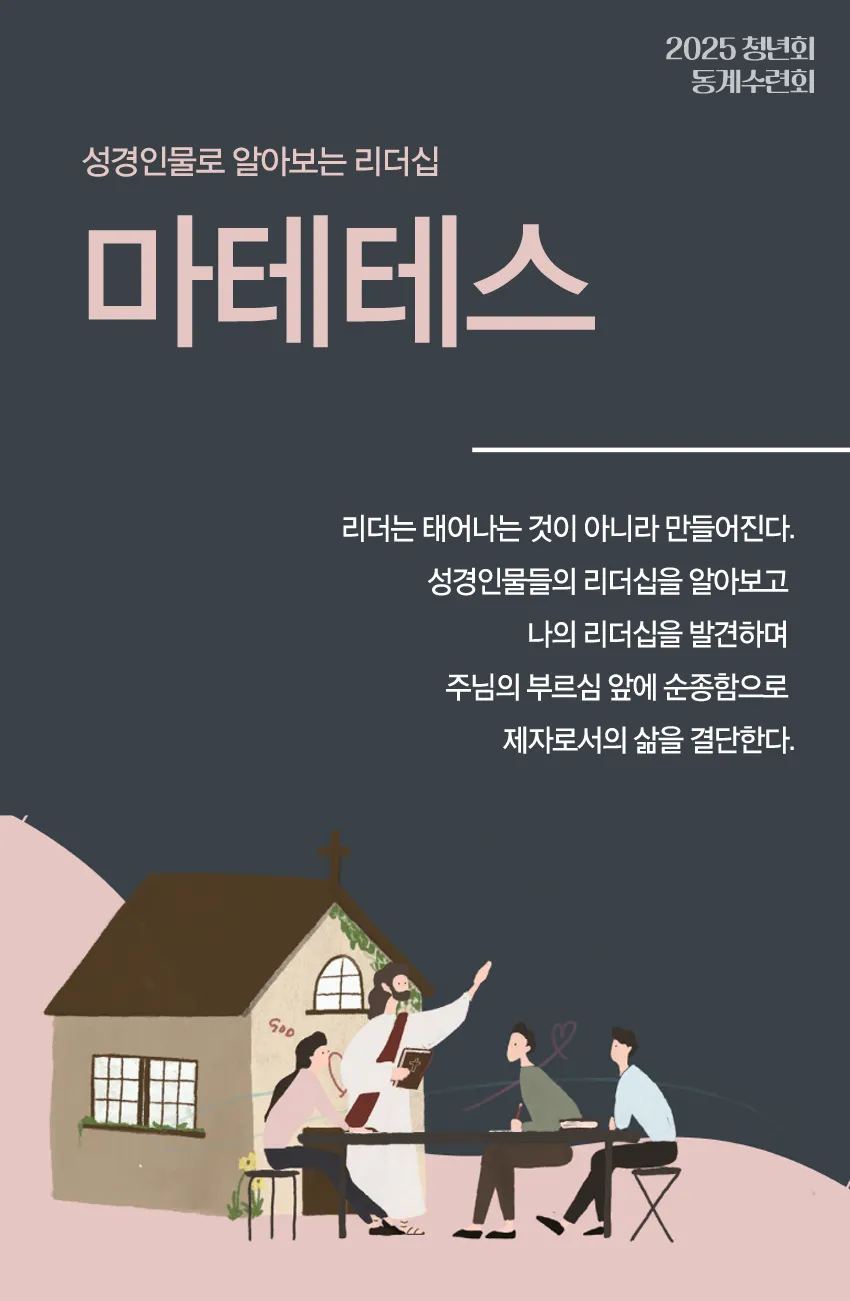 2025 청년회
동계수련회
성경인물로 알아보는 리더십
마테테스
리더는 태어나는 것이 아니라 만들어진다.
성경인물들의 리더십을 알아보고
나의 리더십을 발견하며
주님의 부르심 앞에 순종함으로
제자로서의 삶을 결단한다.
GOD